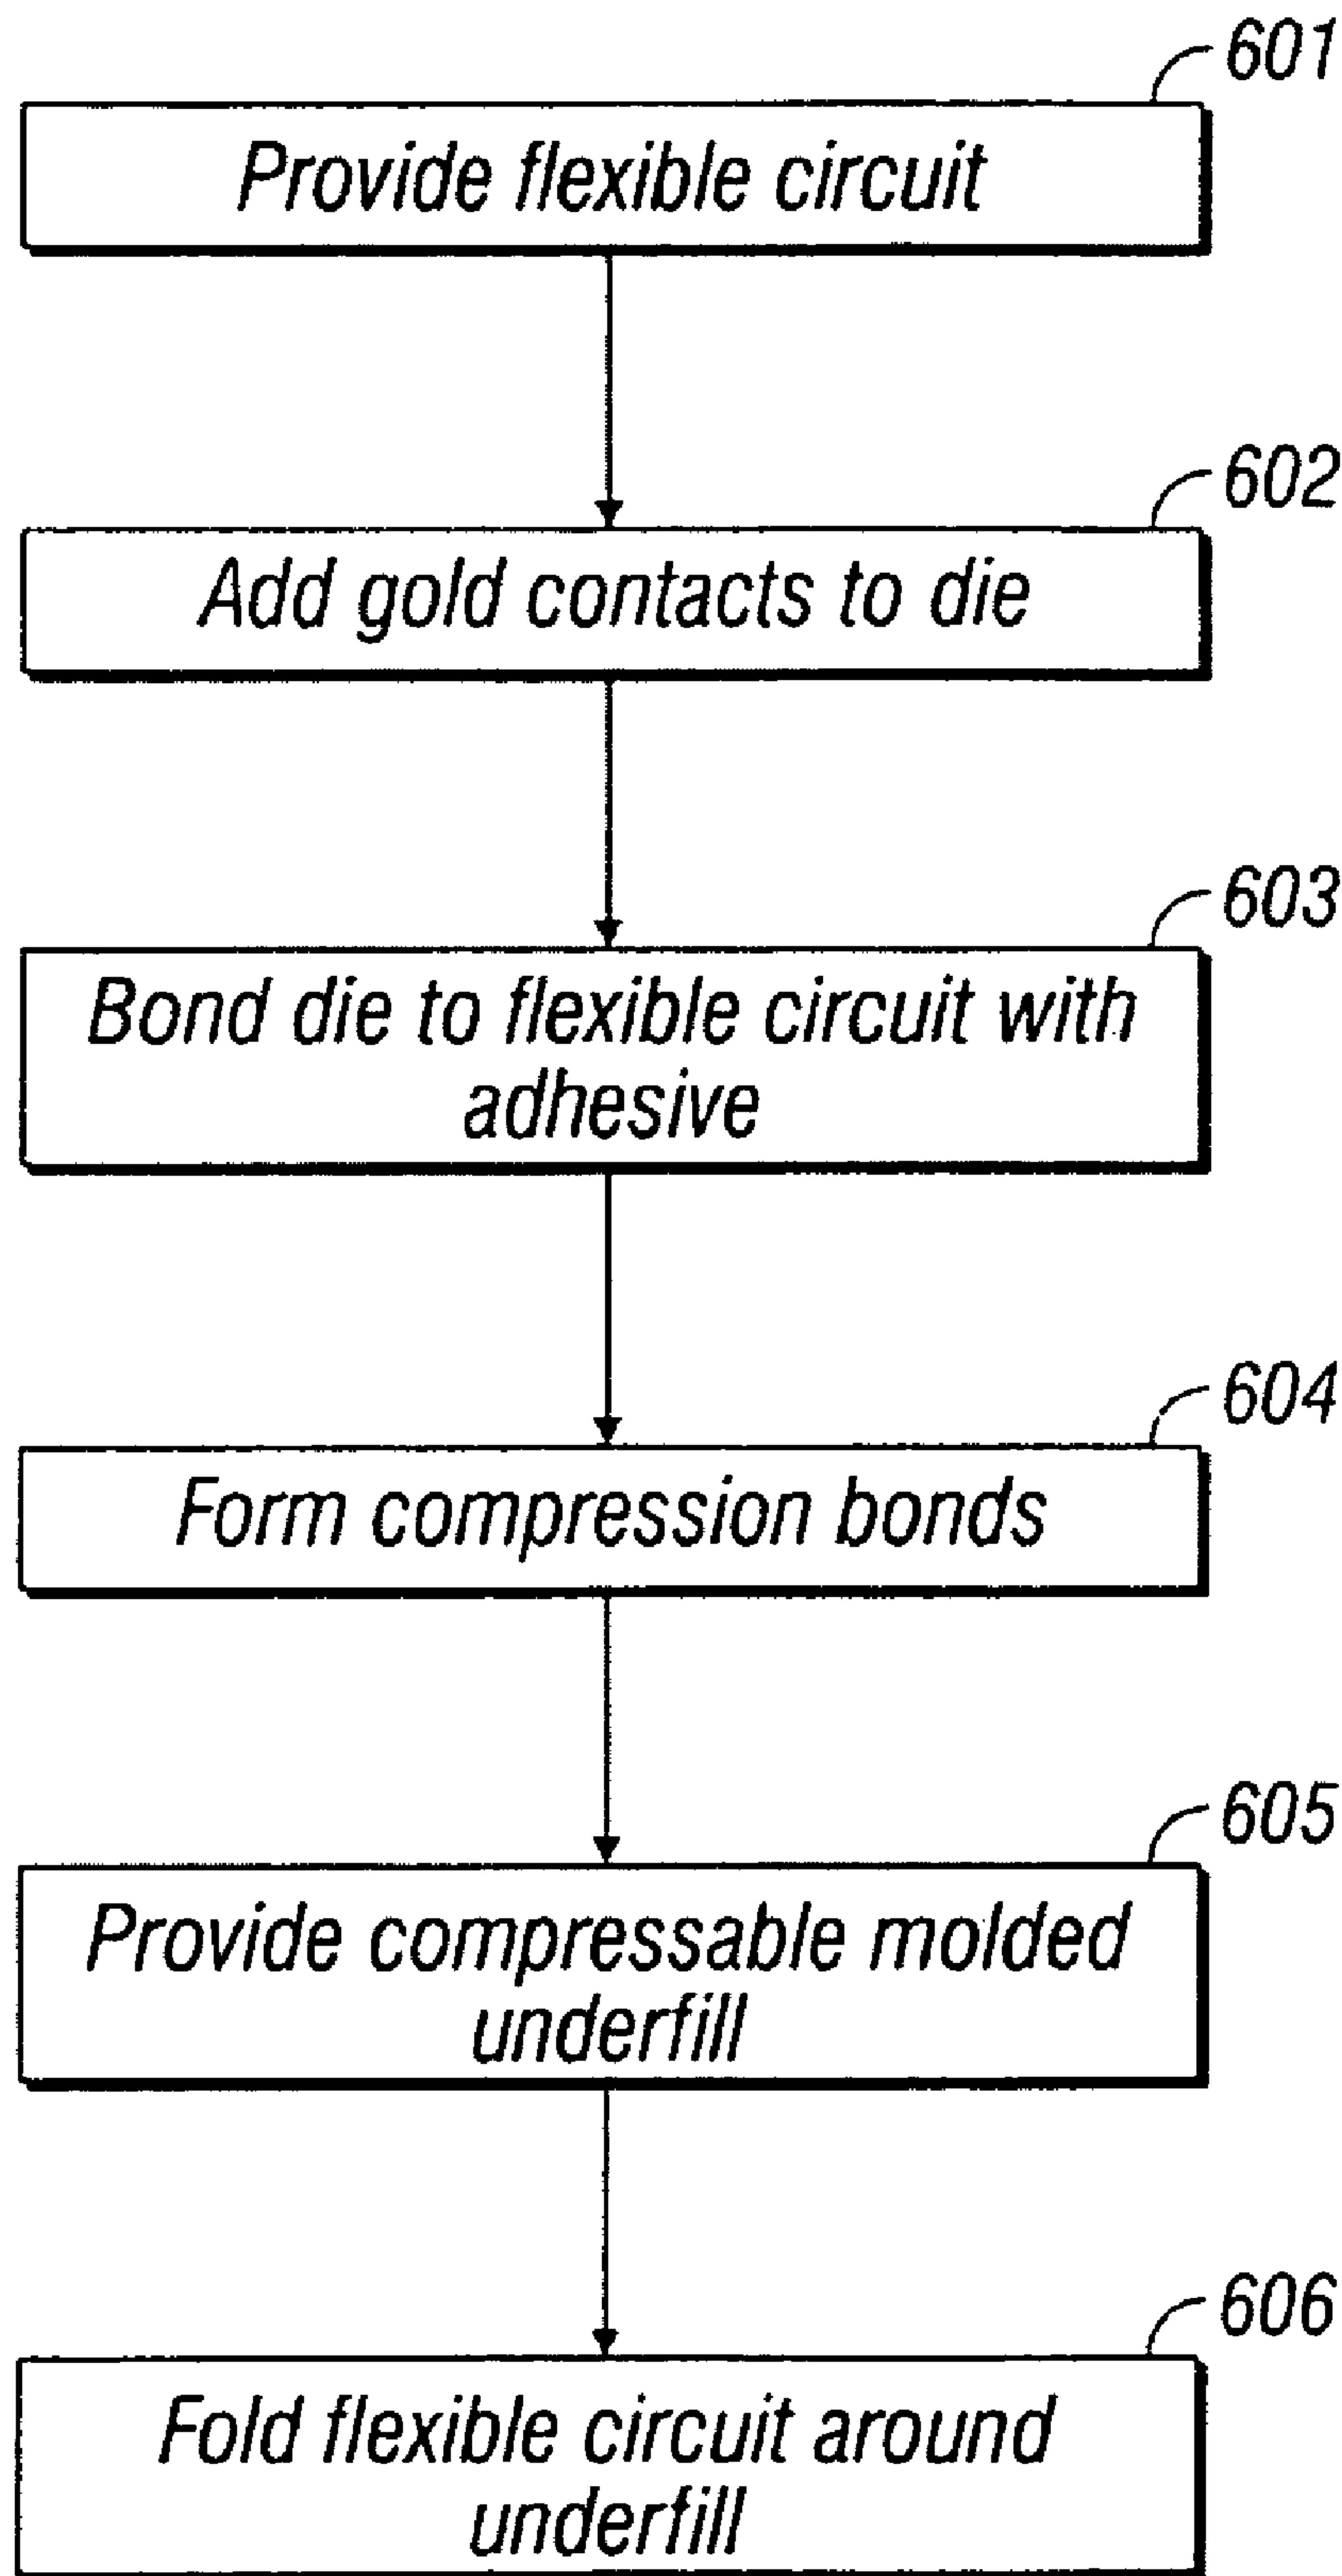 601
Provide flexible circuit
602
Add gold contacts to die
603
Bond die to flexible circuit with
adhesive
604
Form compression bonds
605
Provide compressable molded
underfill
606
Fold flexible circuit around
underfill